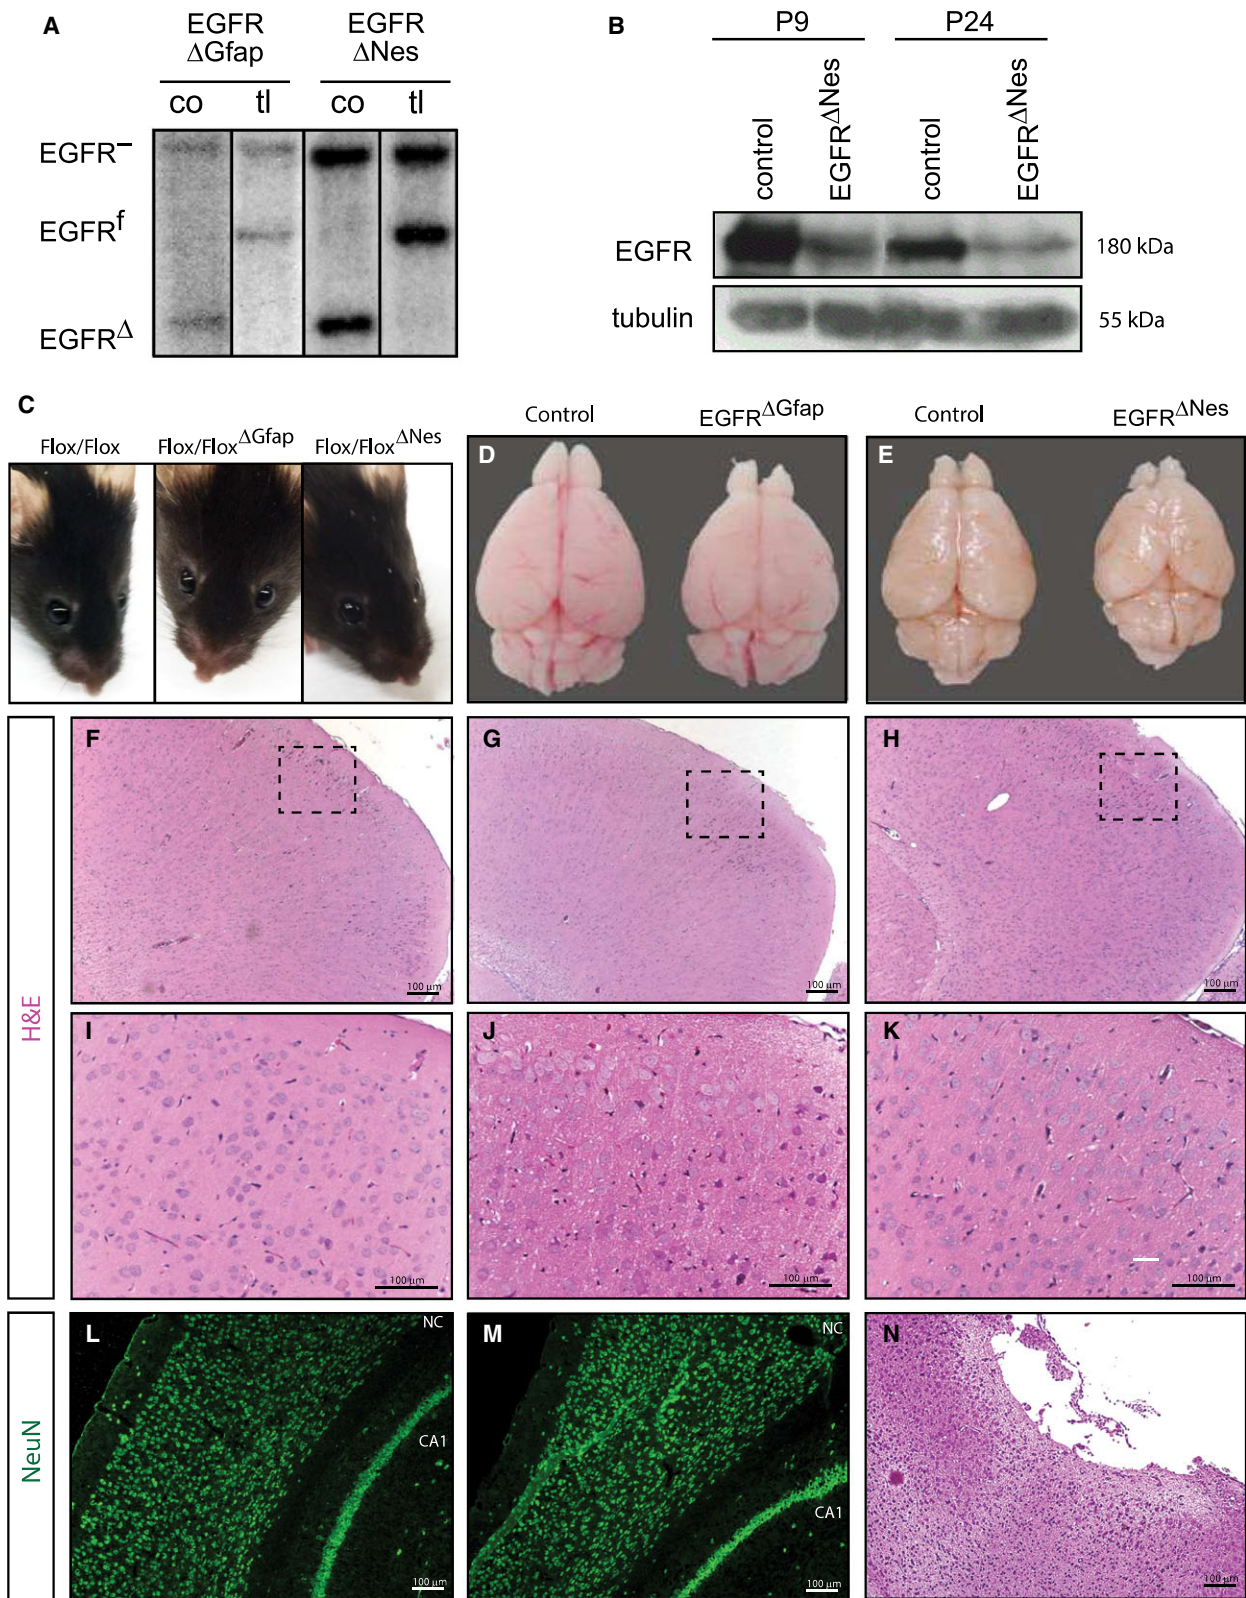 A
EGFR
ΔGfap
EGFR
ΔNes
co
tl
co
tl
EGFR–
EGFRf
EGFRΔ
B
P9
P24
control
EGFRΔNes
control
EGFRΔNes
EGFR
180 kDa
tubulin
55 kDa
C
Flox/Flox
Flox/FloxΔGfap
Flox/FloxΔNes
Control
EGFRΔGfap
D
Control
EGFRΔNes
E
H&E
F
100 µm
G
100 µm
H
100 µm
I
100 µm
J
100 µm
K
100 µm
NeuN
L
NC
CA1
100 µm
M
NC
CA1
100 µm
N
100 µm